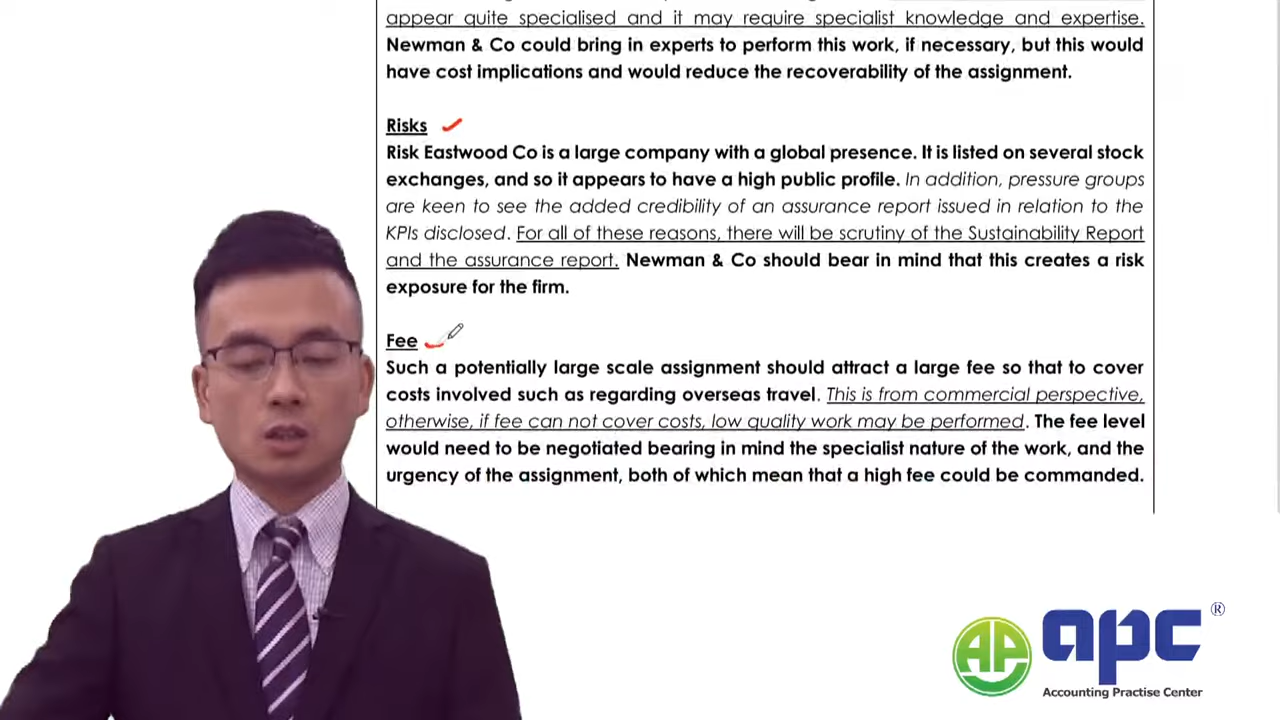 appear quite specialised and it may require specialist knowledge and expertise.
Newman & Co could bring in experts to perform this work, if necessary, but this would
have cost implications and would reduce the recoverability of the assignment.
Risks
Risk Eastwood Co is a large company with a global presence. It is listed on several stock
exchanges, and so it appears to have a high public profile. In addition, pressure groups
are keen to see the added credibility of an assurance report issued in relation to the
KPIs disclosed. For all of these reasons, there will be scrutiny of the Sustainability Report
and the assurance report. Newman & Co should bear in mind that this creates a risk
exposure for the firm.
Fee
Such a potentially large scale assignment should attract a large fee so that to cover
costs involved such as regarding overseas travel. This is from commercial perspective,
otherwise, if fee can not cover costs, low quality work may be performed. The fee level
would need to be negotiated bearing in mind the specialist nature of the work, and the
urgency of the assignment, both of which mean that a high fee could be commanded.
AP apc ®
Accounting Practise Center